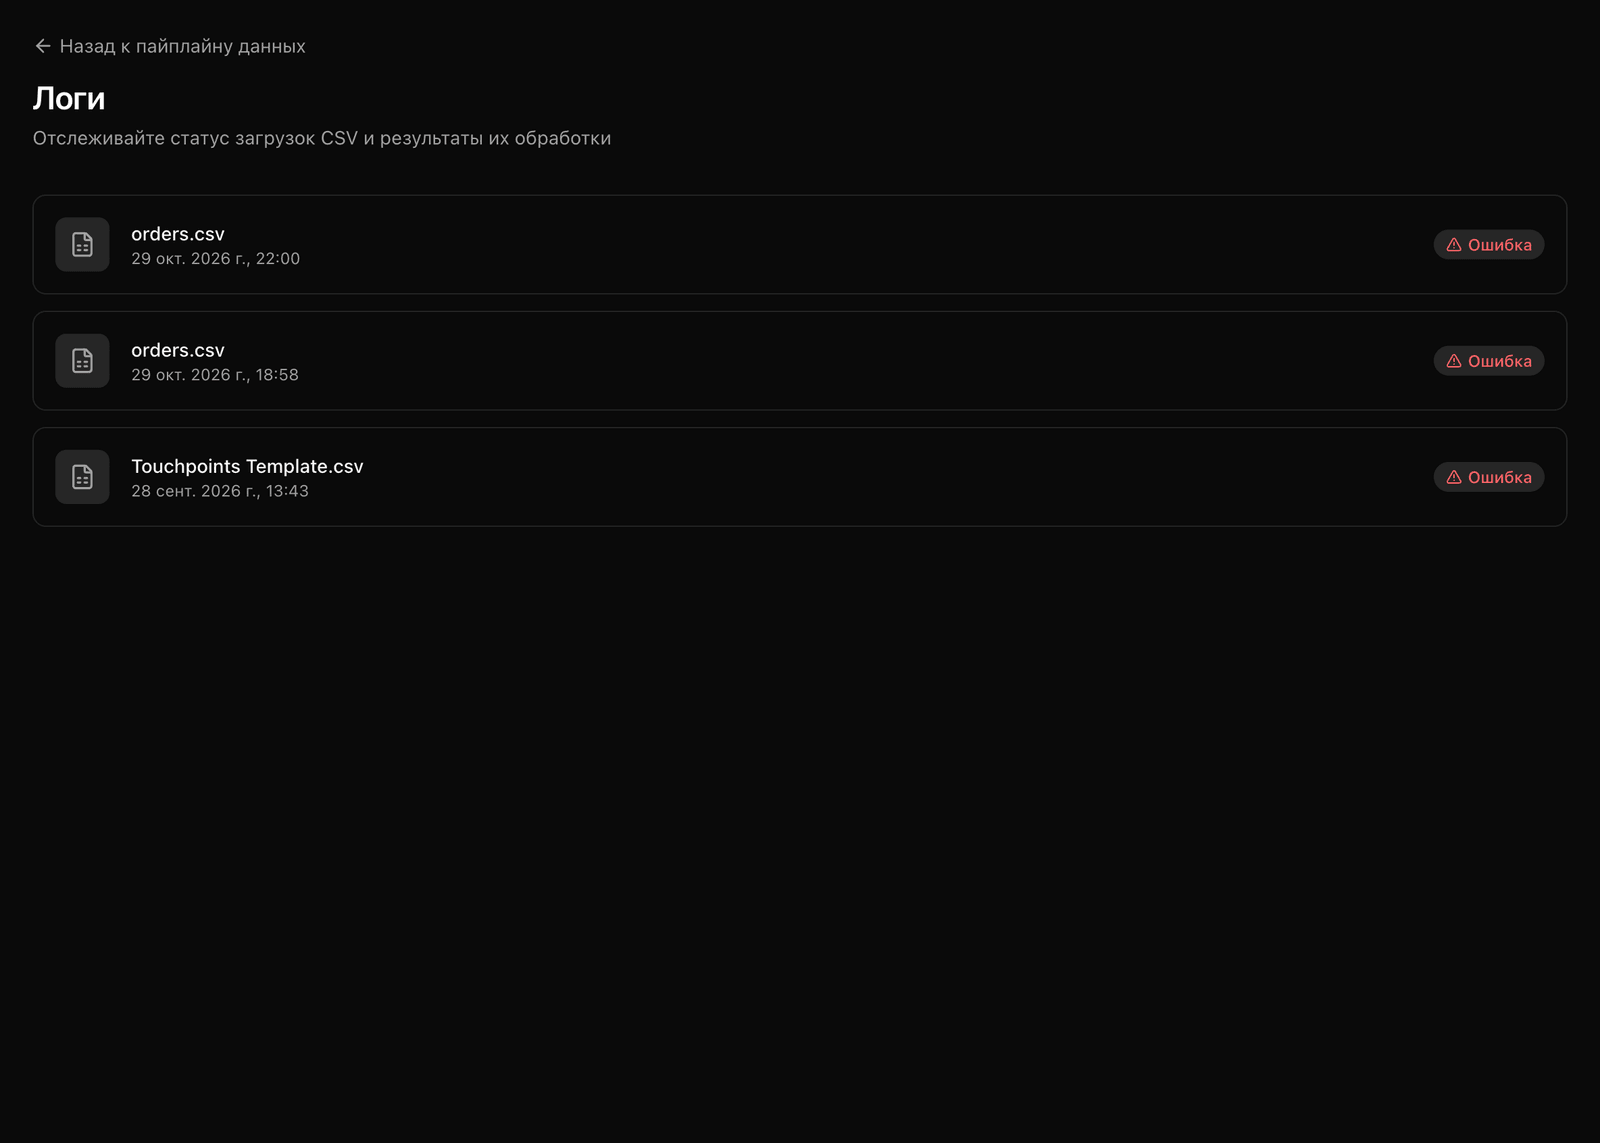 Назад к пайплайну данных
Логи
Отслеживайте статус загрузок CSV и результаты их обработки
orders.csv
29 окт. 2026 г., 22:00
Ошибка
orders.csv
29 окт. 2026 г., 18:58
Ошибка
Touchpoints Template.csv
28 сент. 2026 г., 13:43
Ошибка